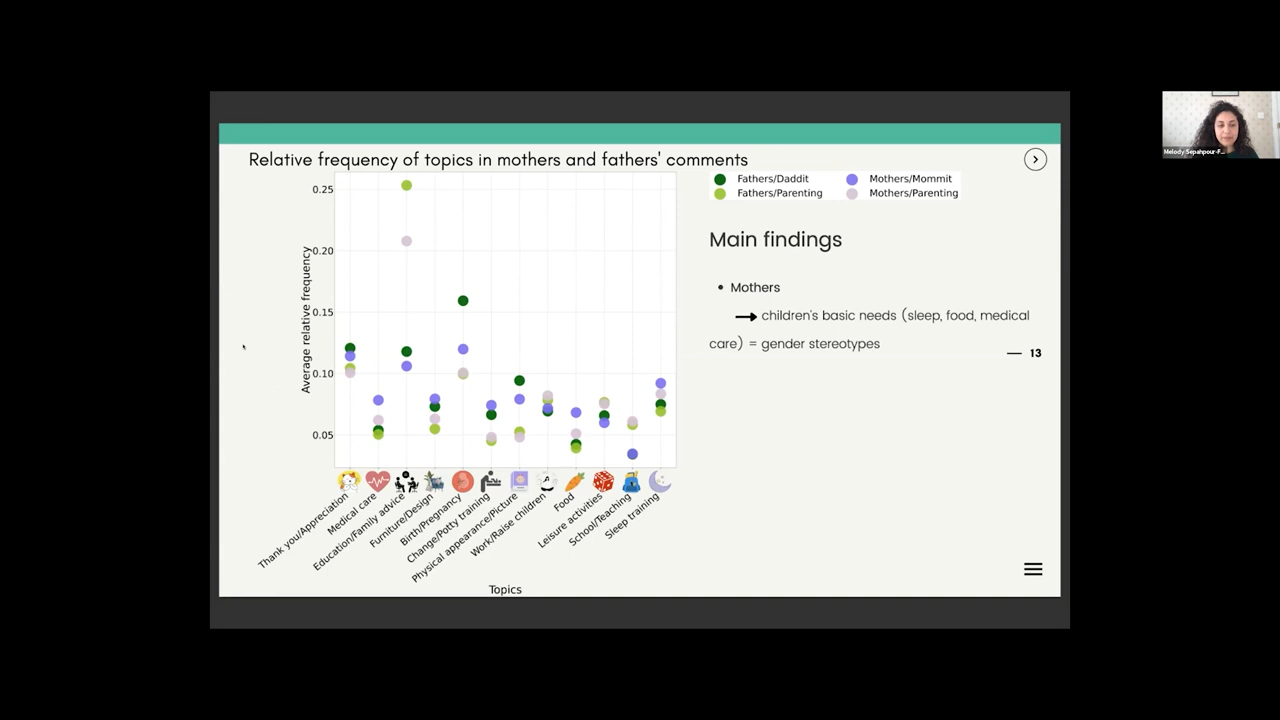 Relative frequency of topics in mothers and fathers' comments
Fathers/Daddit
Mothers/Mommit
Fathers/Parenting
Mothers/Parenting
Main findings
• Mothers
→ children's basic needs (sleep, food, medical
care) = gender stereotypes
13
Average relative frequency
0.25
0.20
0.15
0.10
0.05
Thank you/Appreciation
Medical care
Education/Family advice
Furniture/Design
Birth/Pregnancy
Change/Potty training
Physical appearance/Picture
Work/Raise children
Food
Leisure activities
School/Teaching
Sleep training
Topics
Melody Sepahpour-F...